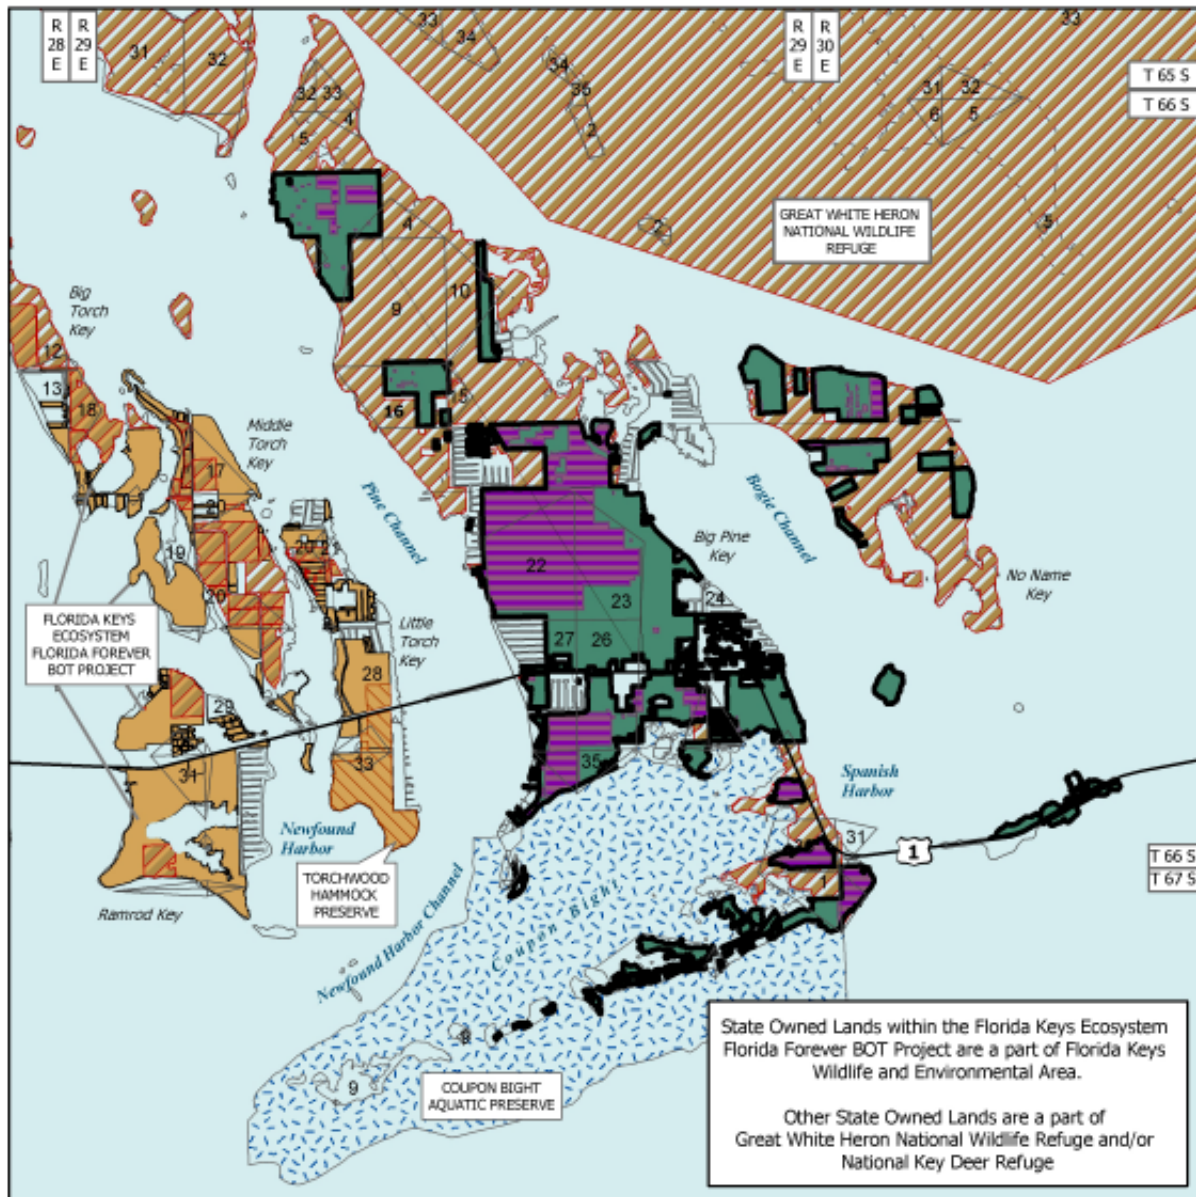 R
28
E
R
29
E
31
32
33
34
34
35
2
R
29
E
R
30
E
33
T 65 S
T 66 S
31
32
6
5
32
33
5
4
GREAT WHITE HERON
NATIONAL WILDLIFE
REFUGE
2
5
4
9
10
Big
Torch
Key
12
13
18
16
15
Middle
Torch
Key
17
Pine Channel
Bogie Channel
Big Pine
Key
No Name
Key
19
20
20
21
22
23
24
27
26
FLORIDA KEYS
ECOSYSTEM
FLORIDA FOREVER
BOT PROJECT
Little
Torch
Key
28
29
31
33
35
Spanish
Harbor
31
1
1
Newfound
Harbor
TORCHWOOD
HAMMOCK
PRESERVE
Ramrod Key
Newfound Harbor Channel
Coupon Bight
T 66 S
T 67 S
8
9
COUPON BIGHT
AQUATIC PRESERVE
State Owned Lands within the Florida Keys Ecosystem
Florida Forever BOT Project are a part of Florida Keys
Wildlife and Environmental Area.
Other State Owned Lands are a part of
Great White Heron National Wildlife Refuge and/or
National Key Deer Refuge